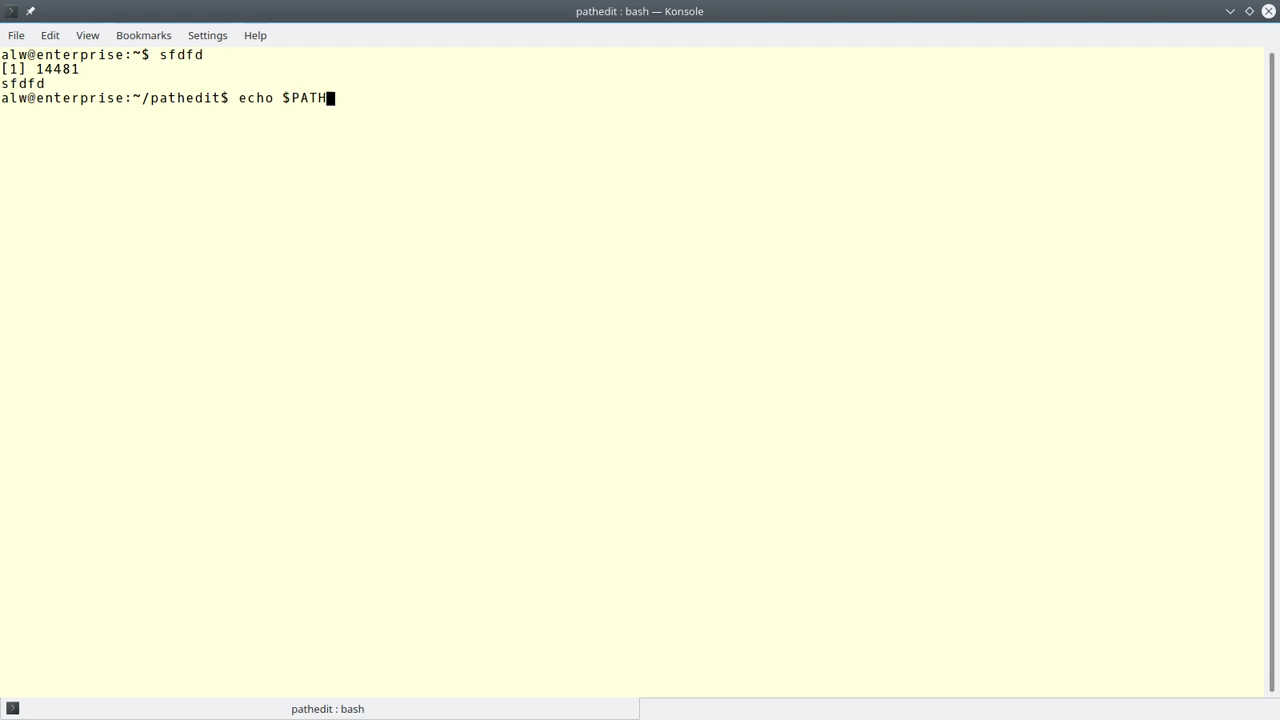 pathedit : bash — Konsole
File Edit View Bookmarks Settings Help
alw@enterprise:~$ sfdfd
[1] 14481
sfdfd
alw@enterprise:~/pathedit$ echo $PATH
pathedit : bash